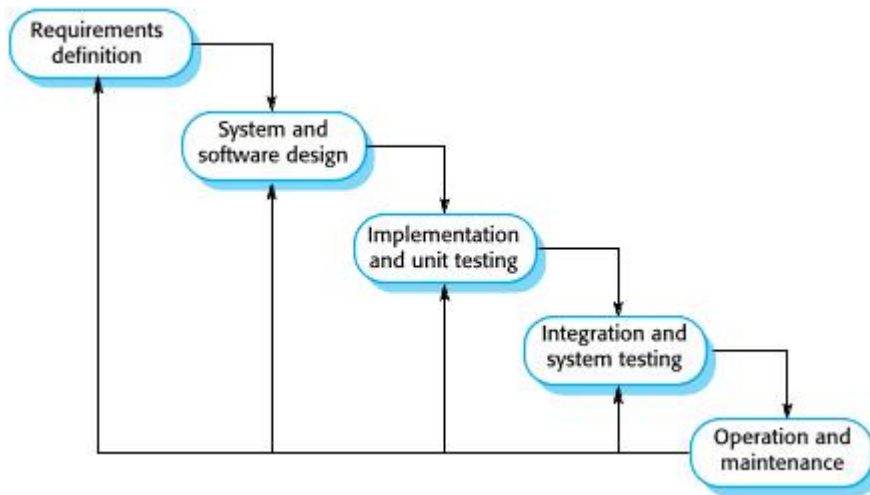 Requirements
definition
System and
software design
Implementation
and unit testing
Integration and
system testing
Operation and
maintenance